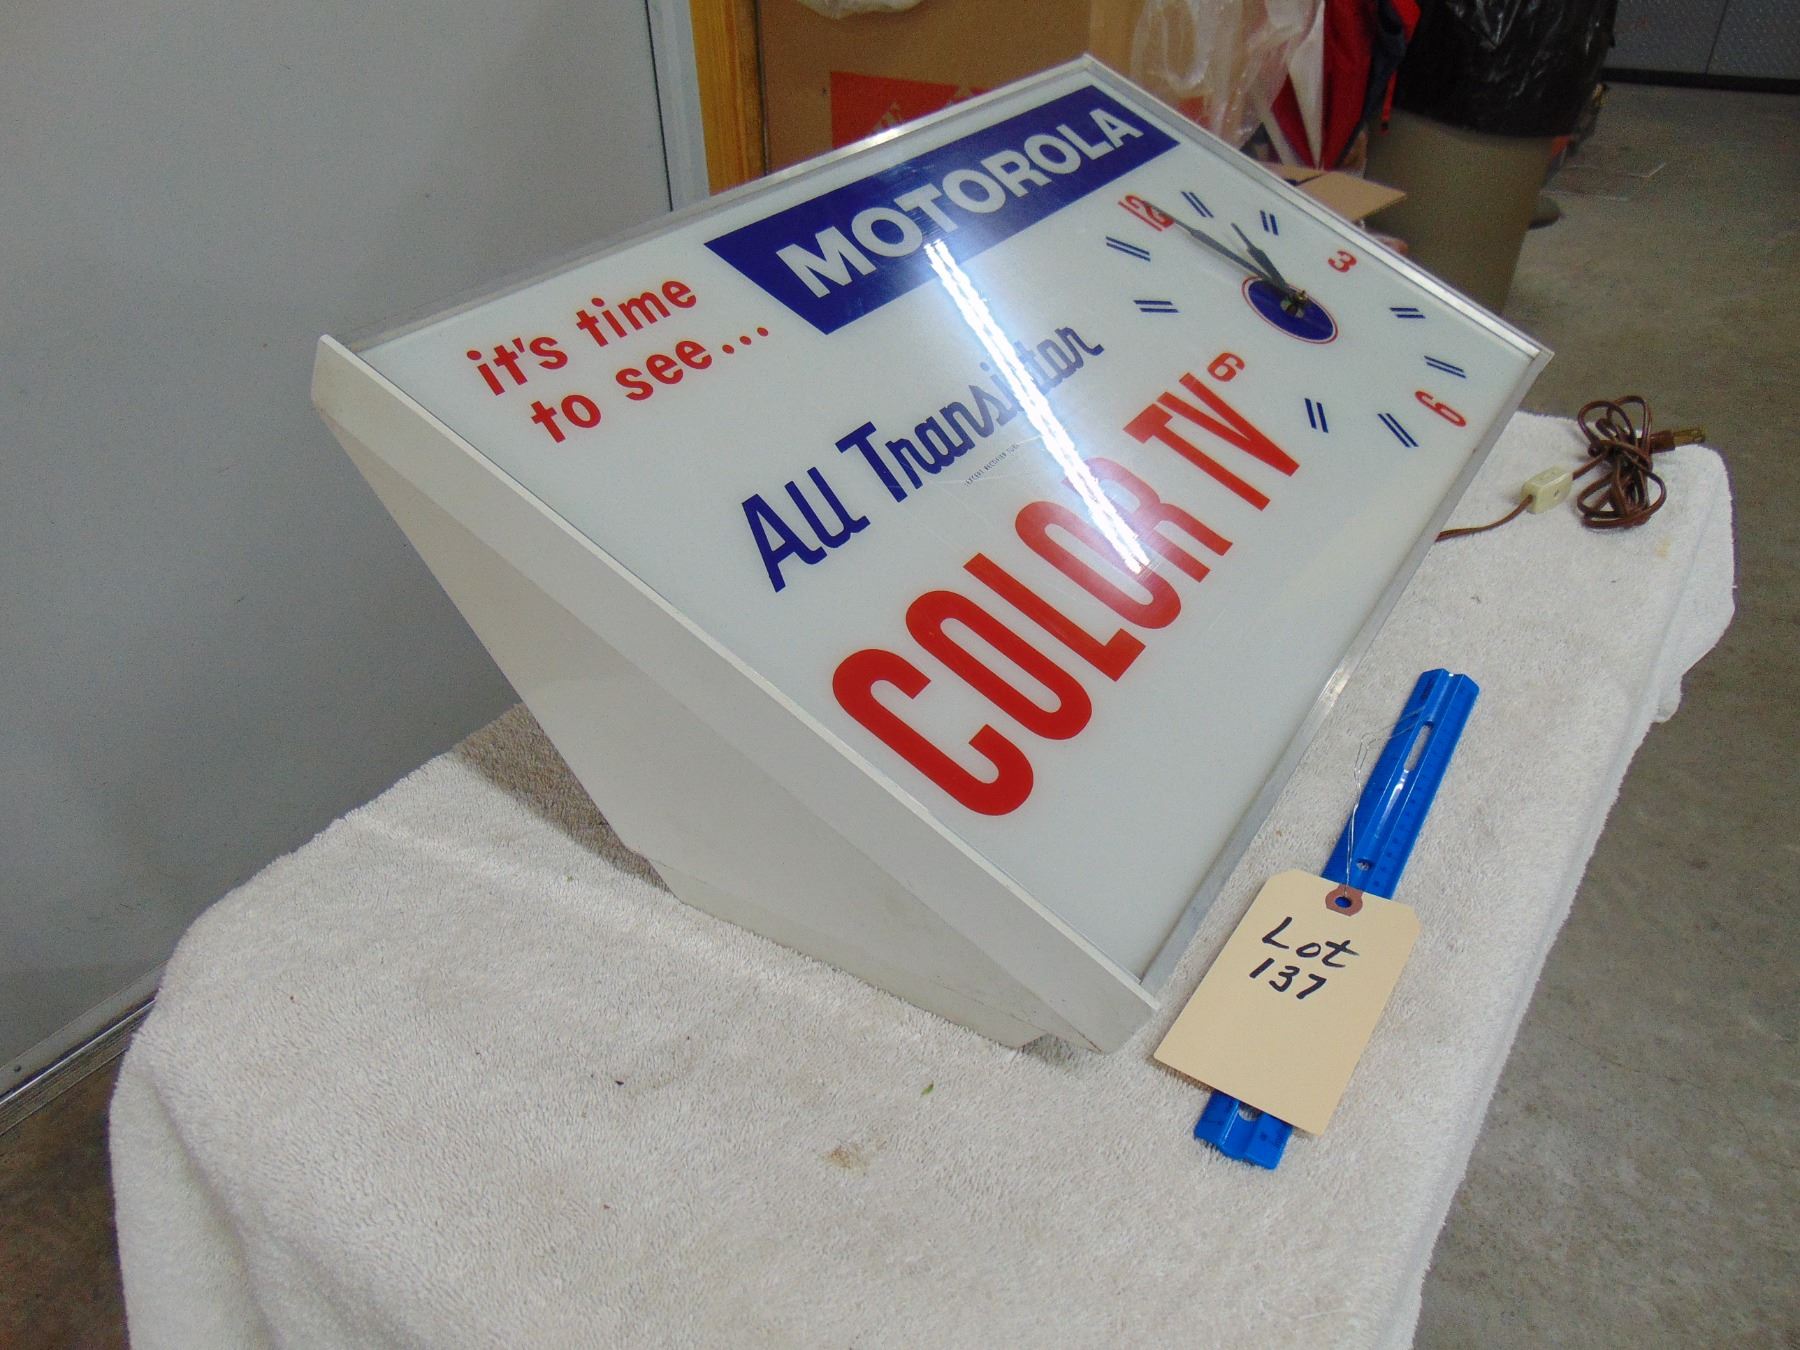 MOTOROLA
it's time
to see...
All Transistor
COLOR TV
12
3
6
9
Lot
137